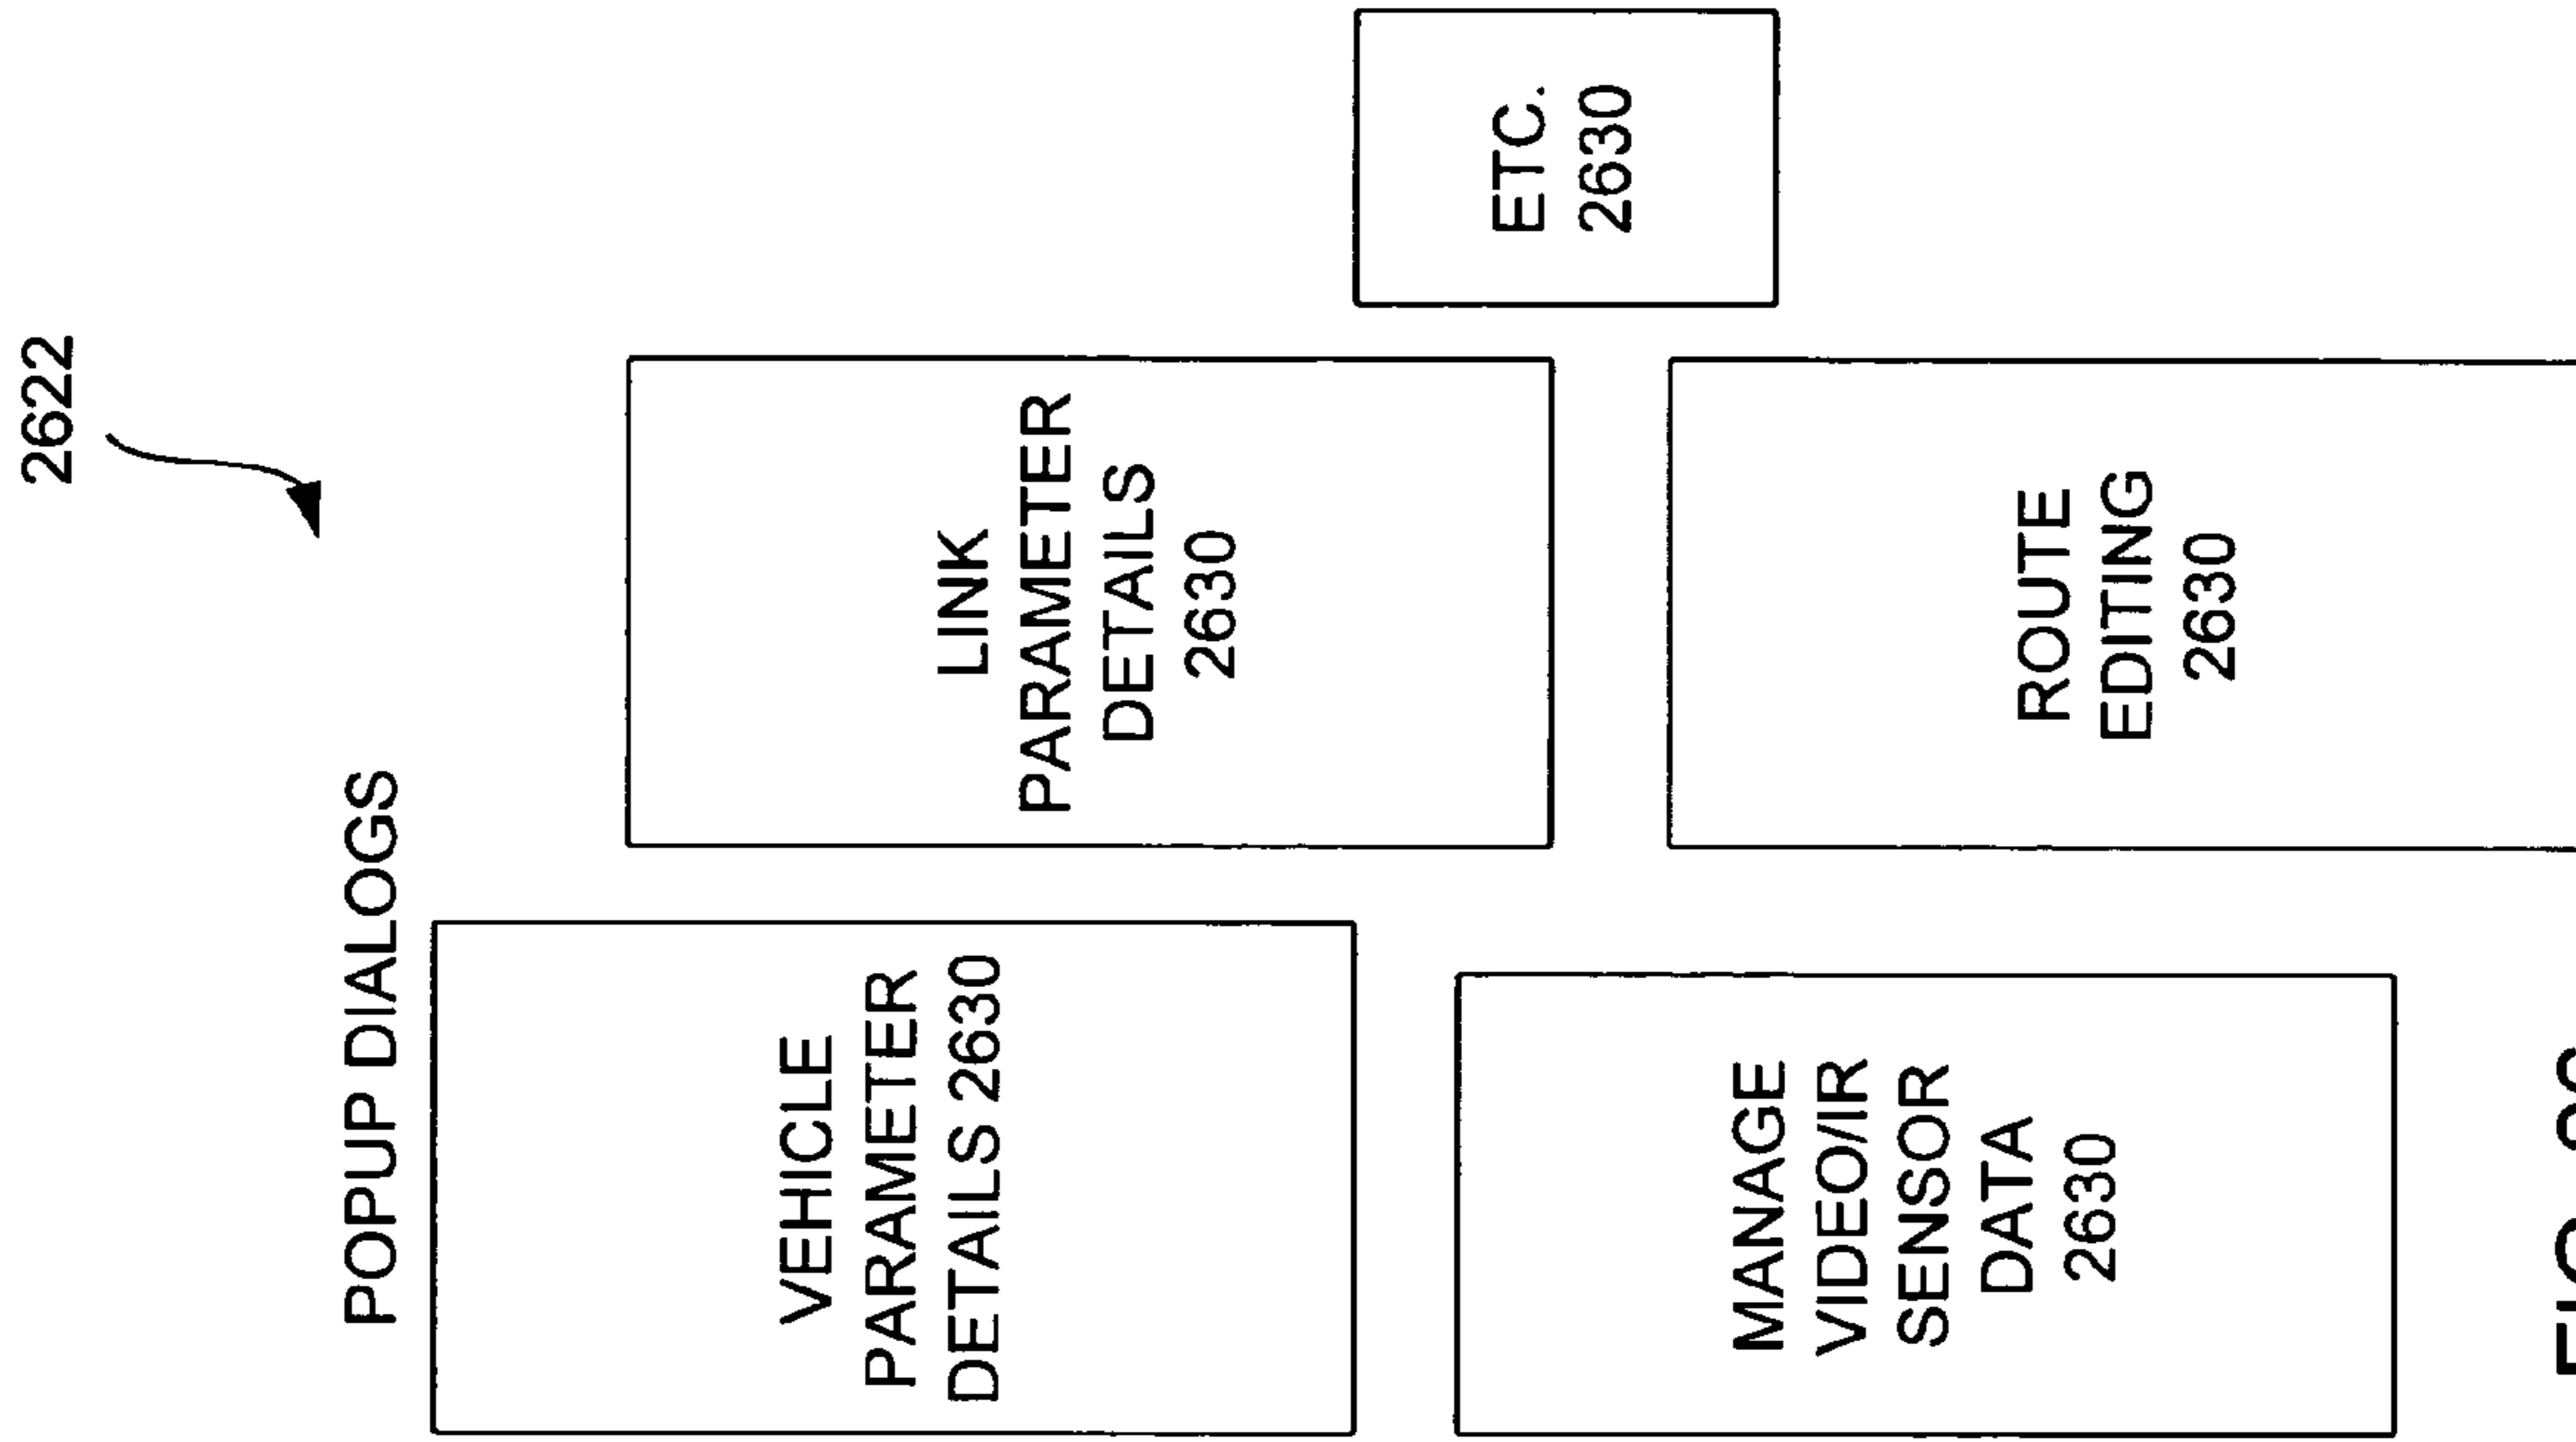 2622
POPUP DIALOGS
VEHICLE
PARAMETER
DETAILS 2630
LINK
PARAMETER
DETAILS
2630
MANAGE
VIDEO/IR
SENSOR
DATA
2630
ROUTE
EDITING
2630
ETC.
2630